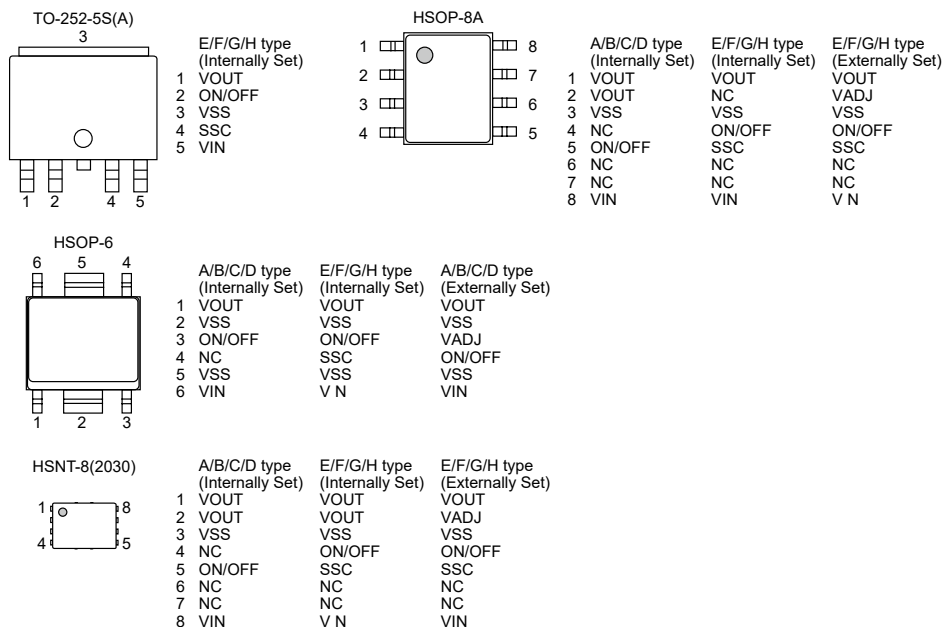 TO-252-5S(A)
3
E/F/G/H type
(Internally Set)
1 VOUT
2 ON/OFF
3 VSS
4 SSC
5 VIN
1 2 4 5
HSOP-8A
1 8
2 7
3 6
4 5
A/B/C/D type E/F/G/H type E/F/G/H type
(Internally Set) (Internally Set) (Externally Set)
1 VOUT VOUT VOUT
2 VOUT NC VADJ
3 VSS VSS VSS
4 NC ON/OFF ON/OFF
5 ON/OFF SSC SSC
6 NC NC NC
7 NC NC NC
8 VIN VIN V N
HSOP-6
6 5 4
1 2 3
A/B/C/D type E/F/G/H type A/B/C/D type
(Internally Set) (Internally Set) (Externally Set)
1 VOUT VOUT VOUT
2 VSS VSS VSS
3 ON/OFF ON/OFF VADJ
4 NC SSC ON/OFF
5 VSS VSS VSS
6 VIN V N VIN
HSNT-8(2030)
1 8
4 5
A/B/C/D type E/F/G/H type E/F/G/H type
(Internally Set) (Internally Set) (Externally Set)
1 VOUT VOUT VOUT
2 VOUT VOUT VADJ
3 VSS VSS VSS
4 NC ON/OFF ON/OFF
5 ON/OFF SSC SSC
6 NC NC NC
7 NC NC NC
8 VIN V N VIN